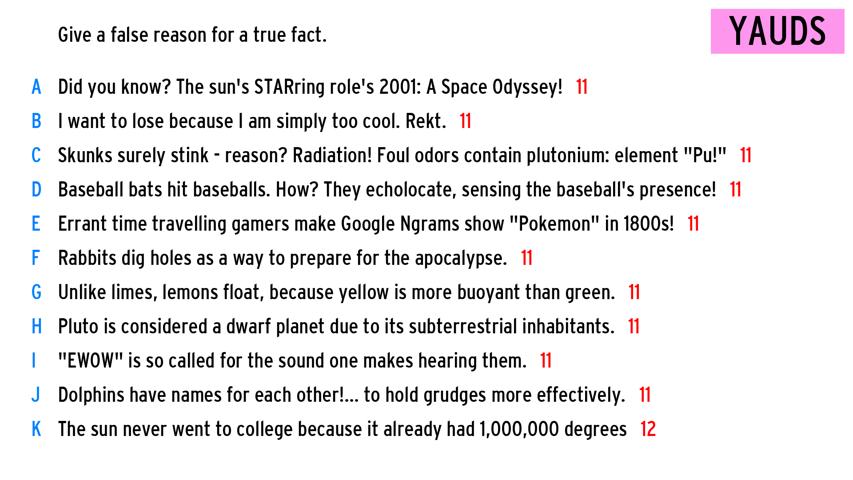 Give a false reason for a true fact.
YAUDS
A Did you know? The sun's STARring role's 2001: A Space Odyssey! 11
B I want to lose because I am simply too cool. Rekt. 11
C Skunks surely stink - reason? Radiation! Foul odors contain plutonium: element "Pu!" 11
D Baseball bats hit baseballs. How? They echolocate, sensing the baseball's presence! 11
E Errant time travelling gamers make Google Ngrams show "Pokemon" in 1800s! 11
F Rabbits dig holes as a way to prepare for the apocalypse. 11
G Unlike limes, lemons float, because yellow is more buoyant than green. 11
H Pluto is considered a dwarf planet due to its subterrestrial inhabitants. 11
I "EWOW" is so called for the sound one makes hearing them. 11
J Dolphins have names for each other!... to hold grudges more effectively. 11
K The sun never went to college because it already had 1,000,000 degrees 12